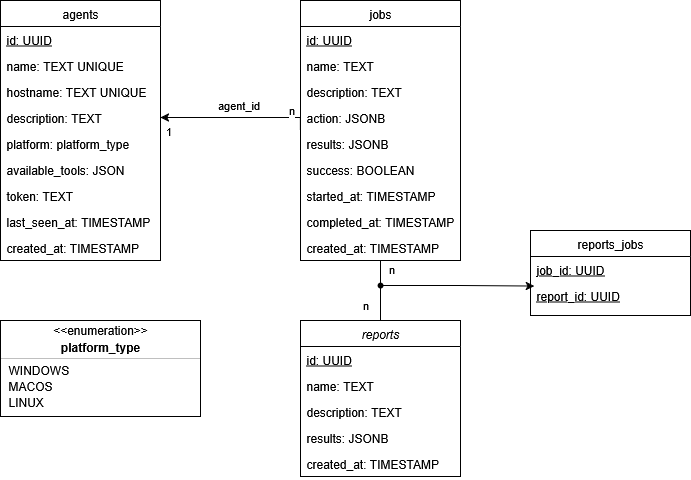 agents
id: UUID
name: TEXT UNIQUE
hostname: TEXT UNIQUE
description: TEXT
platform: platform_type
available_tools: JSON
token: TEXT
last_seen_at: TIMESTAMP
created_at: TIMESTAMP
agent_id
1
n
jobs
id: UUID
name: TEXT
description: TEXT
action: JSONB
results: JSONB
success: BOOLEAN
started_at: TIMESTAMP
completed_at: TIMESTAMP
created_at: TIMESTAMP
n
n
reports_jobs
job_id: UUID
report_id: UUID
<<enumeration>>
platform_type
WINDOWS
MACOS
LINUX
reports
id: UUID
name: TEXT
description: TEXT
results: JSONB
created_at: TIMESTAMP